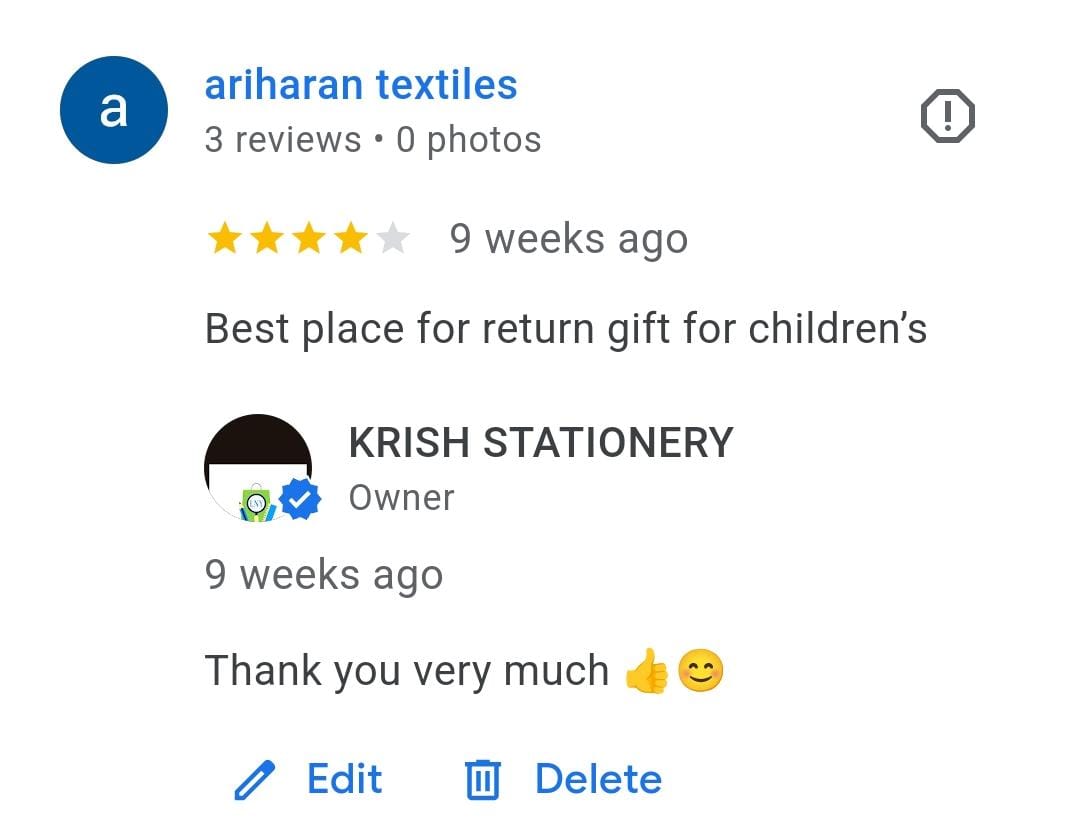 a
ariharan textiles
3 reviews • 0 photos
9 weeks ago
Best place for return gift for children’s
KRISH STATIONERY
Owner
9 weeks ago
Thank you very much 👍😊
Edit Delete